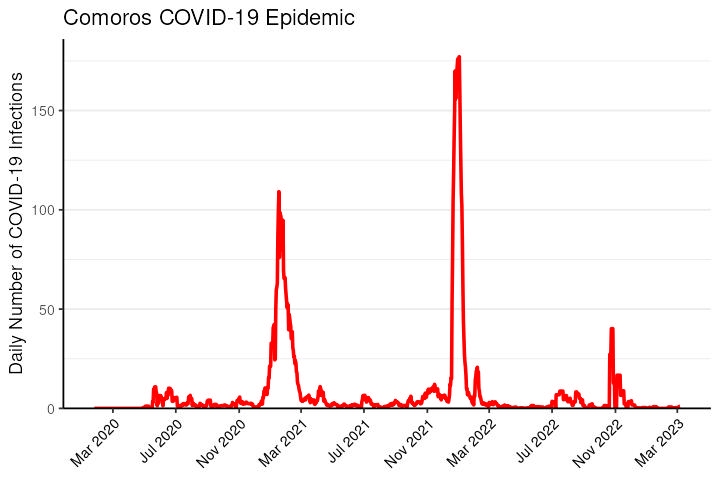 Comoros COVID-19 Epidemic
Daily Number of COVID-19 Infections
150
100
50
0
Mar 2020
Jul 2020
Nov 2020
Mar 2021
Jul 2021
Nov 2021
Mar 2022
Jul 2022
Nov 2022
Mar 2023